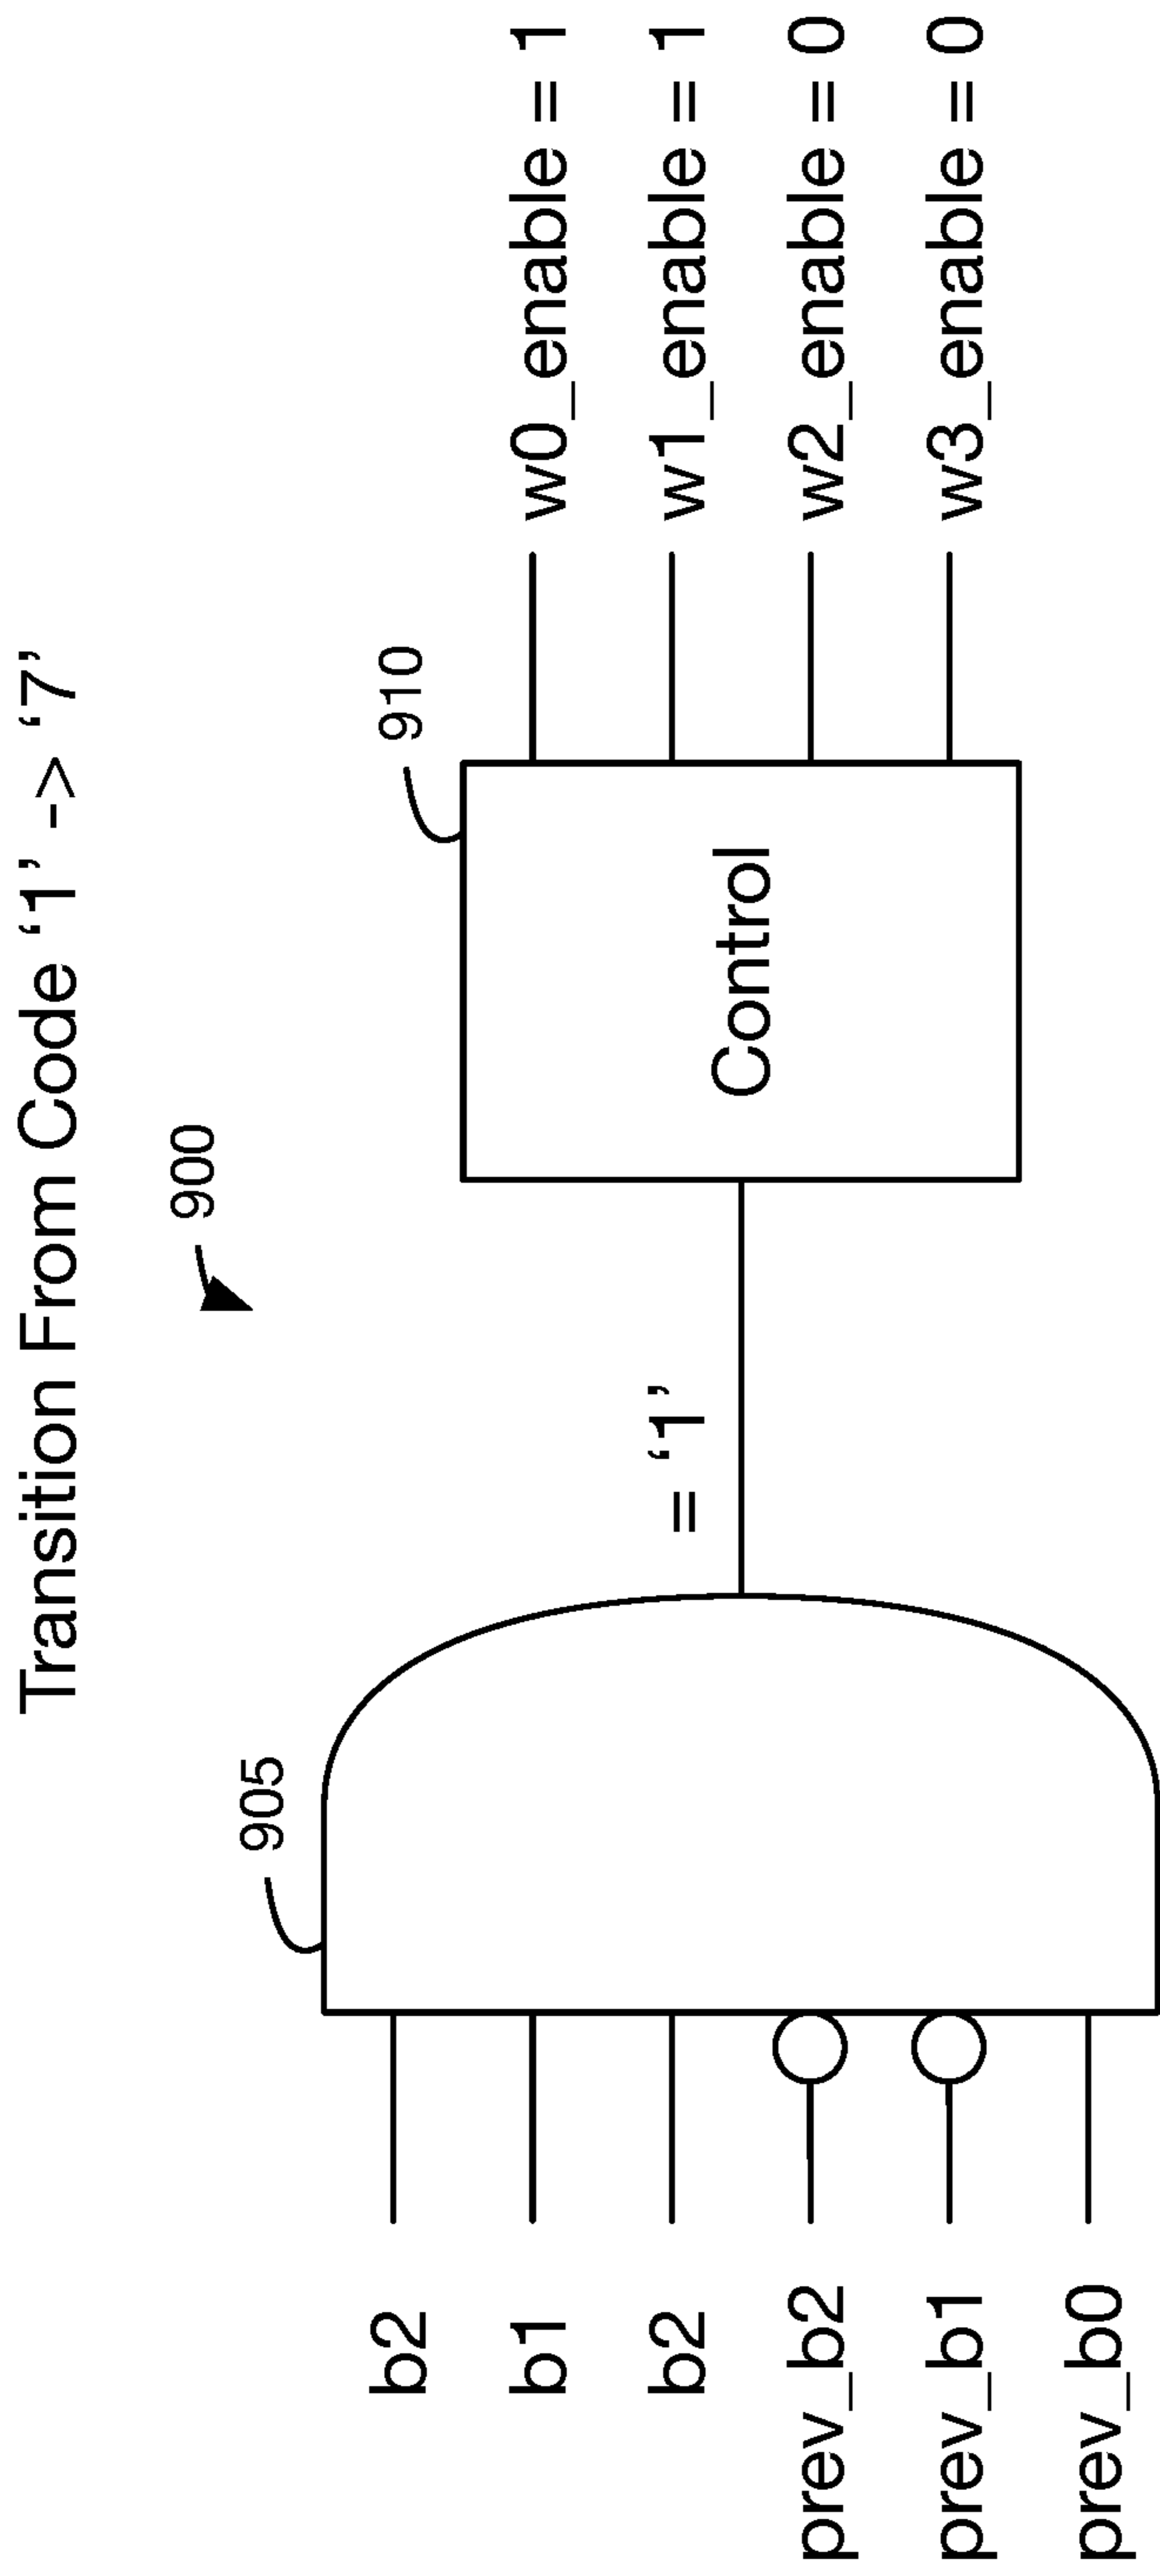 Transition From Code ‘1’ -> ‘7’
900
905
910
b2
b1
b2
prev_b2
prev_b1
prev_b0
= ‘1’
Control
w0_enable = 1
w1_enable = 1
w2_enable = 0
w3_enable = 0